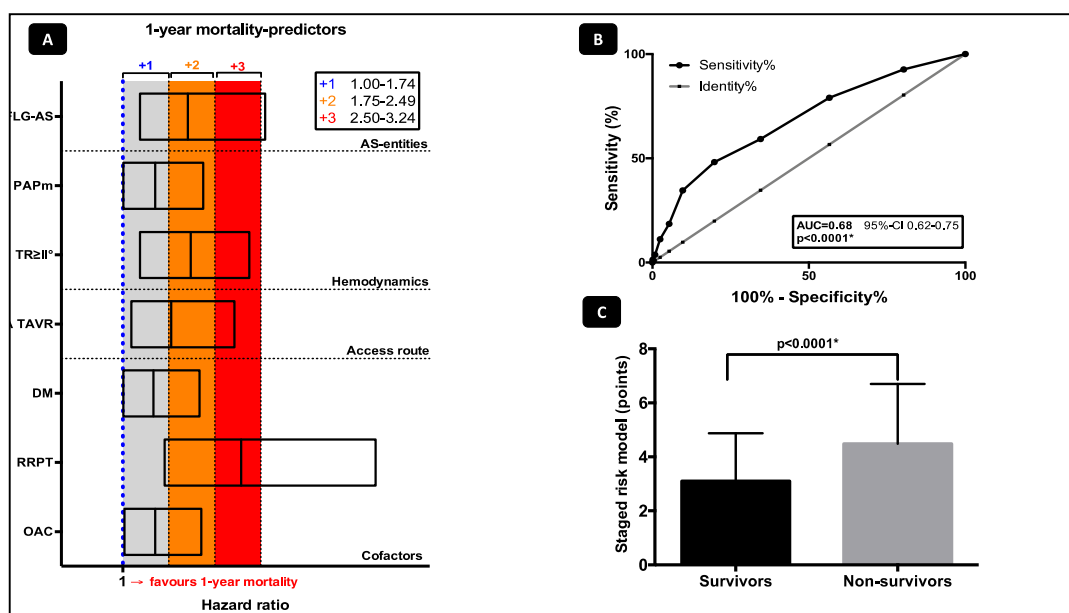 A
1-year mortality-predictors
+1 +2 +3
+1 1.00-1.74
+2 1.75-2.49
+3 2.50-3.24
FLG-AS
AS-entities
PAPm
TR≥II°
Hemodynamics
TAVR
Access route
DM
RRPT
OAC
Cofactors
1 → favours 1-year mortality
Hazard ratio
B
100
50
0
Sensitivity%
Identity%
Sensitivity (%)
AUC=0.68 95%-CI 0.62-0.75
p<0.0001*
0 50 100
100% - Specificity%
C
p<0.0001*
8
6
4
2
0
Staged risk model (points)
Survivors Non-survivors